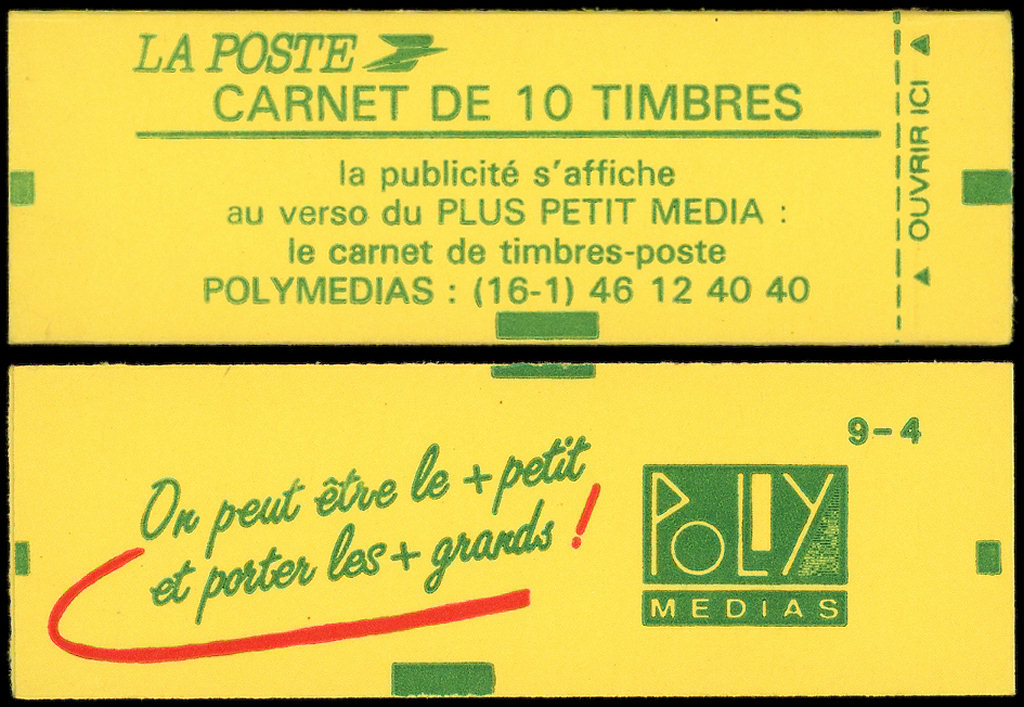 LA POSTE
CARNET DE 10 TIMBRES
la publicité s'affiche
au verso du PLUS PETIT MEDIA :
le carnet de timbres-poste
POLYMEDIAS : (16-1) 46 12 40 40
OUVRIR ICI
9-4
On peut être le + petit
et porter les + grands !
POLY
MEDIAS